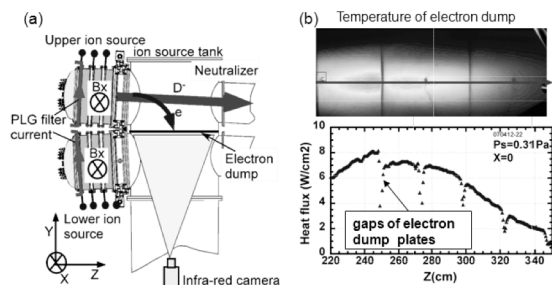 (a)
Upper ion source
ion source tank
Neutralizer
Bx
D⁻
e
PLG filter
current
Bx
Electron
dump
Lower ion
source
Y
X
Z
Infra-red camera
(b)
Temperature of electron dump
070412-22
Ps=0.31Pa
X=0
Heat flux (W/cm2)
10
8
6
4
2
0
gaps of electron
dump plates
220
240
260
280
300
320
340
Z(cm)